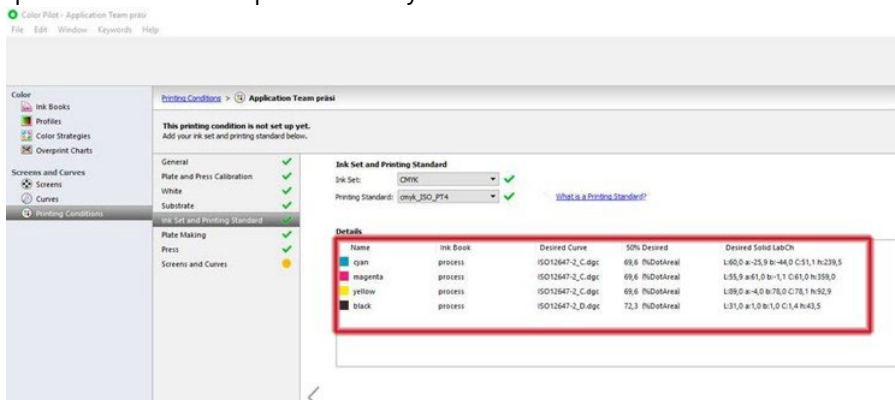 Color Pilot - Application Team präsi
File Edit Window Keywords Help
Color
Ink Books
Profiles
Color Strategies
Overprint Charts
Screens and Curves
Screens
Curves
Printing Conditions
Printing Conditions > Application Team präsi
This printing condition is not set up yet.
Add your ink set and printing standard below.
General
Plate and Press Calibration
White
Substrate
Ink Set and Printing Standard
Plate Making
Press
Screens and Curves
Ink Set and Printing Standard
Ink Set: CMYK
Printing Standard: cmyk_ISO_PT4 What is a Printing Standard?
Details
Name Ink Book Desired Curve 50% Desired Desired Solid LabCh
cyan process ISO12647-2_C.dgc 69,6 (%DotArea) L:60,0 a:-25,9 b:-44,0 C:51,1 h:239,5
magenta process ISO12647-2_C.dgc 69,6 (%DotArea) L:55,9 a:61,0 b:-1,1 C:61,0 h:359,0
yellow process ISO12647-2_C.dgc 69,6 (%DotArea) L:89,0 a:-4,0 b:78,0 C:78,1 h:92,9
black process ISO12647-2_D.dgc 72,3 (%DotArea) L:31,0 a:1,0 b:1,0 C:1,4 h:43,5